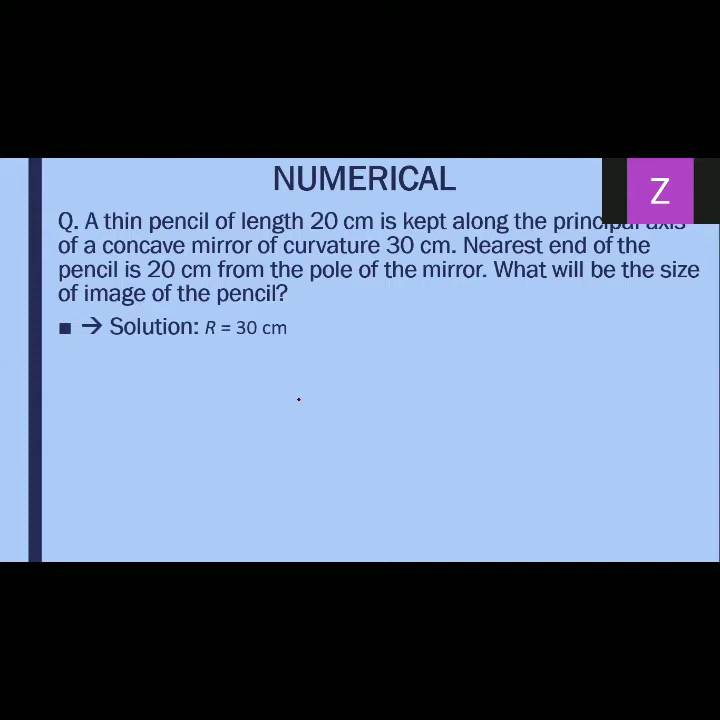 NUMERICAL
Z
Q. A thin pencil of length 20 cm is kept along the principal axis
of a concave mirror of curvature 30 cm. Nearest end of the
pencil is 20 cm from the pole of the mirror. What will be the size
of image of the pencil?
■ → Solution: R = 30 cm